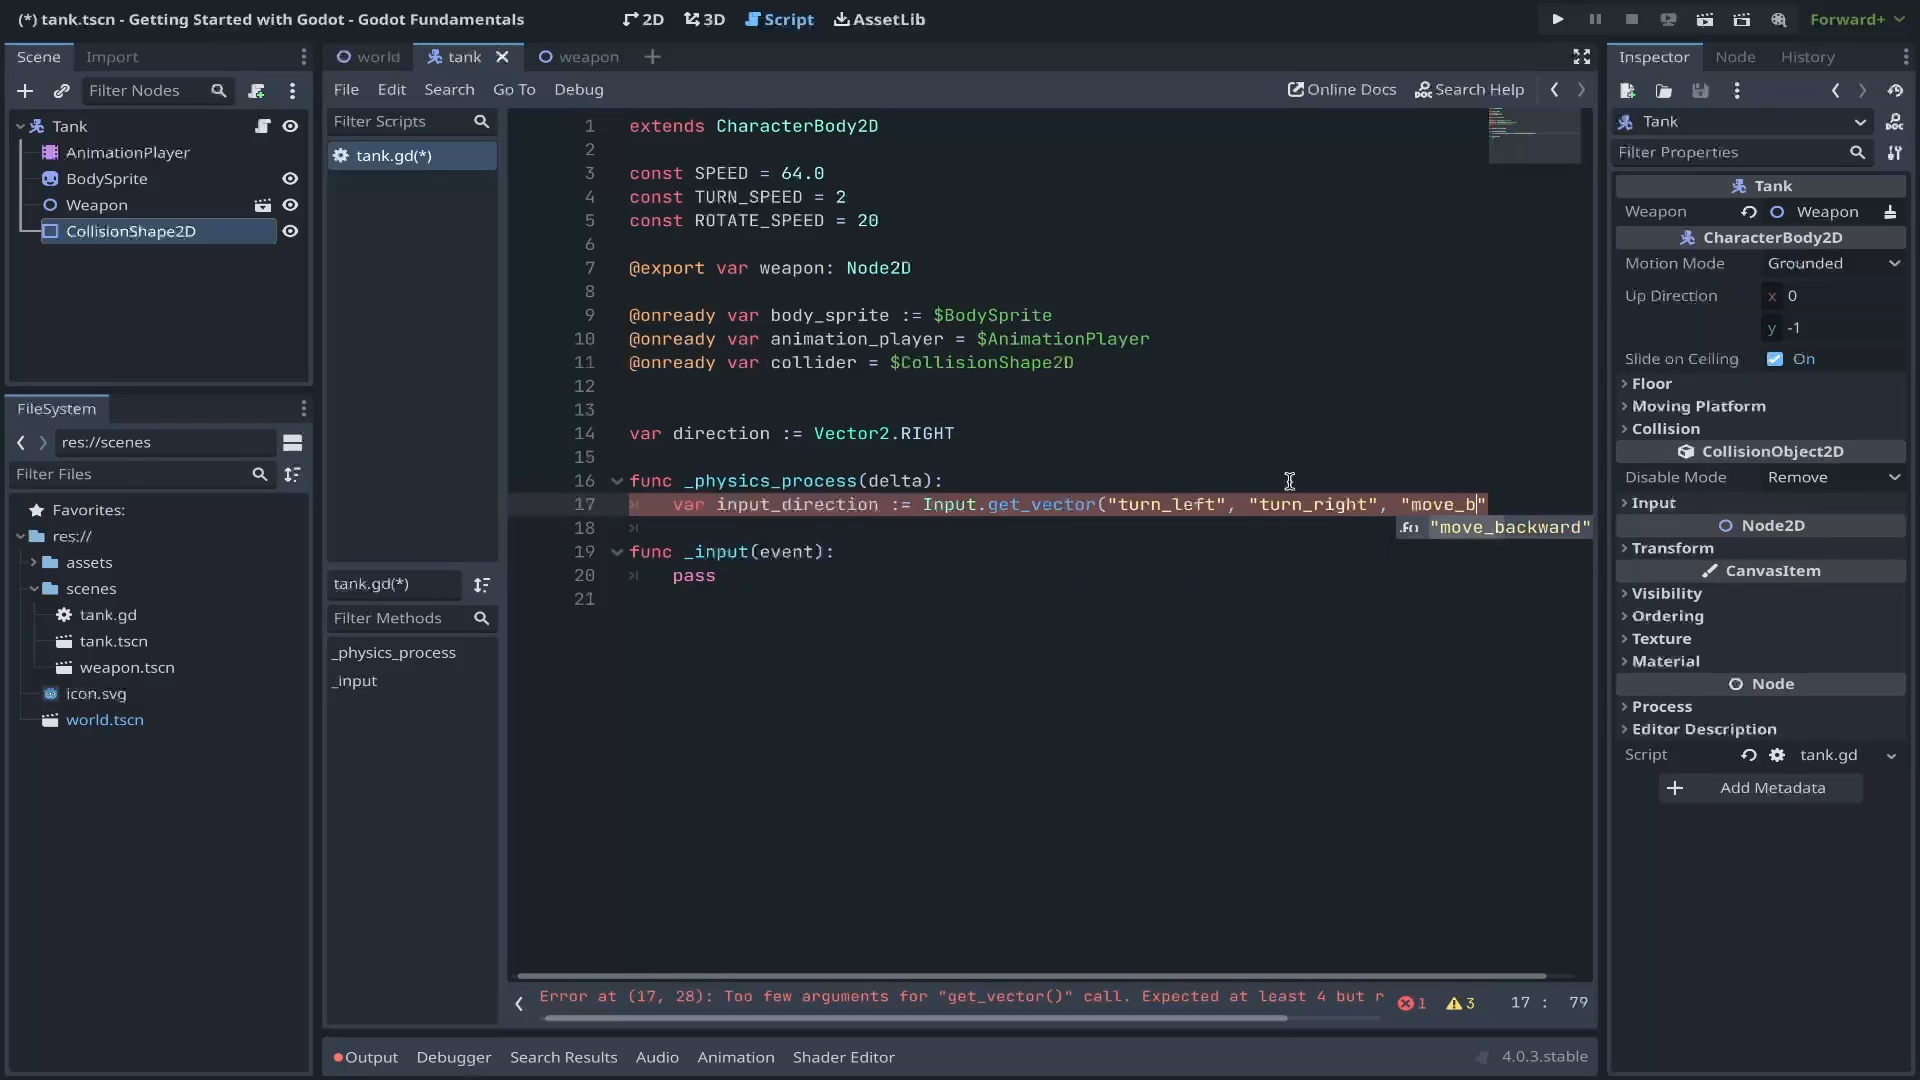 (*) tank.tscn - Getting Started with Godot - Godot Fundamentals
2D
3D
Script
AssetLib
Forward+
Scene
Import
Filter Nodes
Tank
AnimationPlayer
BodySprite
Weapon
CollisionShape2D
FileSystem
res://scenes
Filter Files
Favorites:
res://
assets
scenes
tank.gd
tank.tscn
weapon.tscn
icon.svg
world.tscn
world
tank
weapon
File
Edit
Search
Go To
Debug
Online Docs
Search Help
Filter Scripts
tank.gd(*)
tank.gd(*)
Filter Methods
_physics_process
_input
1 extends CharacterBody2D
2
3 const SPEED = 64.0
4 const TURN_SPEED = 2
5 const ROTATE_SPEED = 20
6
7 @export var weapon: Node2D
8
9 @onready var body_sprite := $BodySprite
10 @onready var animation_player = $AnimationPlayer
11 @onready var collider = $CollisionShape2D
12
13
14 var direction := Vector2.RIGHT
15
16 func _physics_process(delta):
17 var input_direction := Input.get_vector("turn_left", "turn_right", "move_b"
"move_backward"
18
19 func _input(event):
20 pass
21
Error at (17, 28): Too few arguments for "get_vector()" call. Expected at least 4 but r
1
3
17 : 79
Output
Debugger
Search Results
Audio
Animation
Shader Editor
4.0.3.stable
Inspector
Node
History
Tank
Filter Properties
Tank
Weapon
Weapon
CharacterBody2D
Motion Mode
Grounded
Up Direction
x 0
y -1
Slide on Ceiling
On
Floor
Moving Platform
Collision
CollisionObject2D
Disable Mode
Remove
Input
Node2D
Transform
CanvasItem
Visibility
Ordering
Texture
Material
Node
Process
Editor Description
Script
tank.gd
Add Metadata